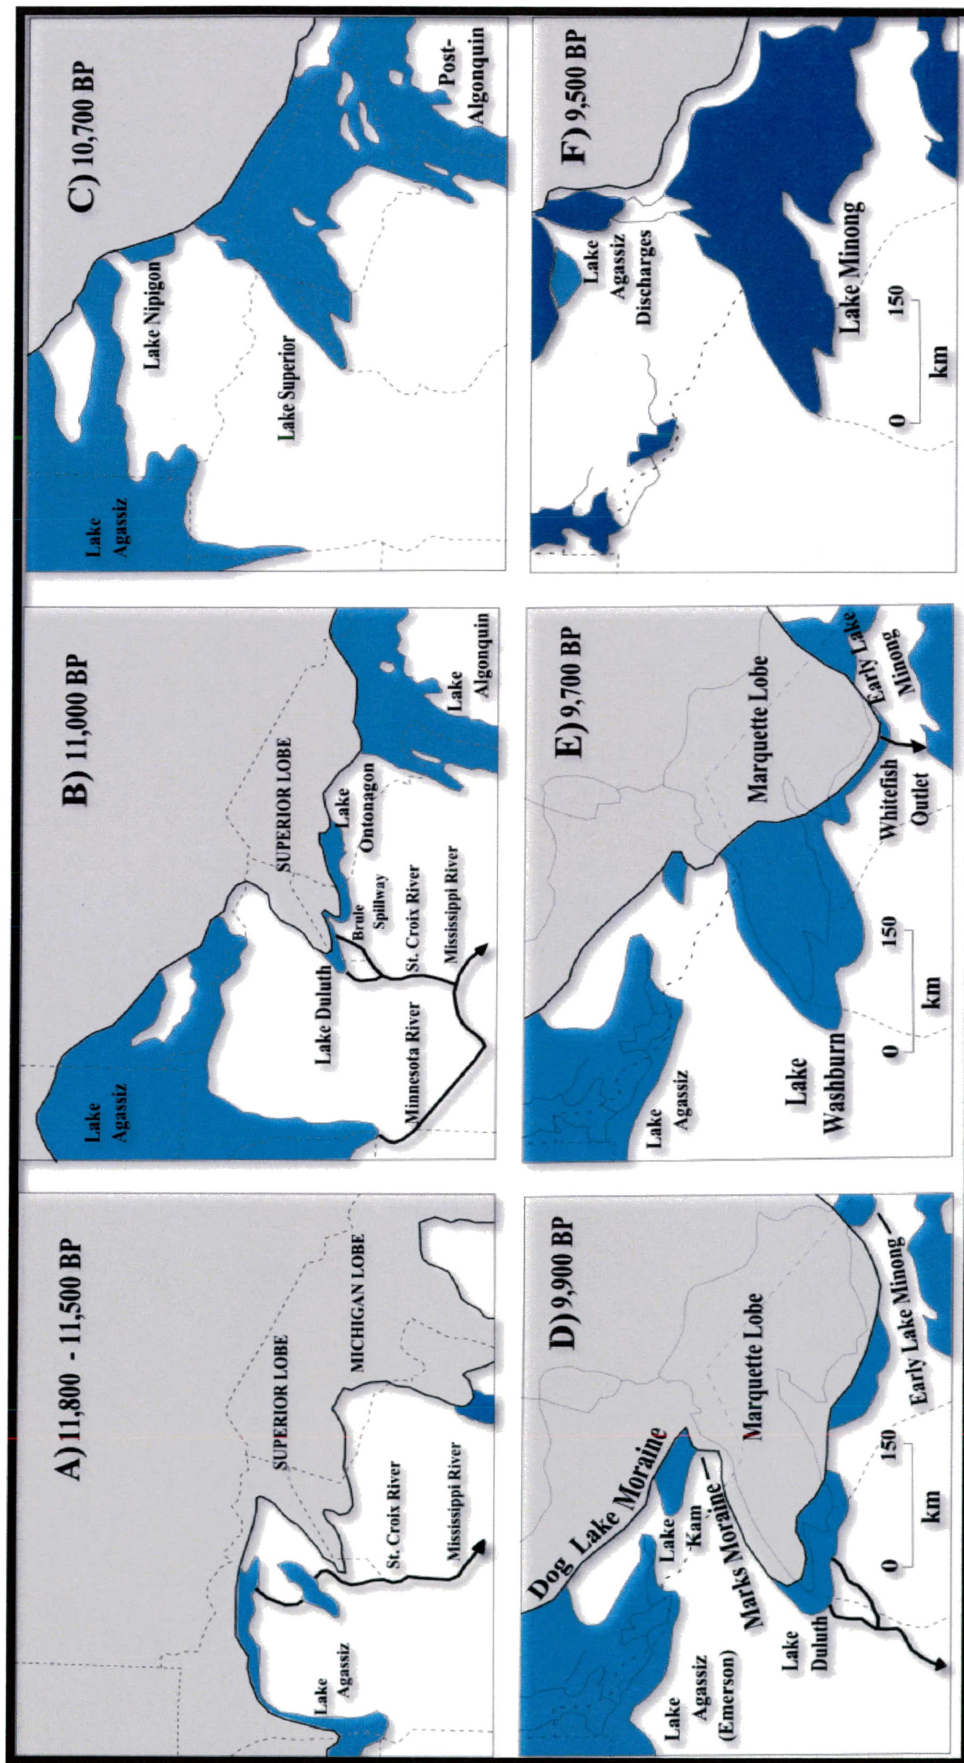 A) 11,800 - 11,500 BP
SUPERIOR LOBE
MICHIGAN LOBE
Lake
Agassiz
St. Croix River
Mississippi River
B) 11,000 BP
Lake
Agassiz
SUPERIOR LOBE
Lake Duluth
Lake
Ontonagon
Brule
Spillway
Minnesota River
St. Croix River
Mississippi River
Lake
Algonquin
C) 10,700 BP
Lake
Agassiz
Lake Nipigon
Lake Superior
Post-
Algonquin
D) 9,900 BP
Dog Lake Moraine
Lake
Kam
Marks Moraine
Lake
Agassiz
(Emerson)
Marquette Lobe
Lake
Duluth
Early Lake Minong
0 150
km
E) 9,700 BP
Lake
Agassiz
Marquette Lobe
Lake
Washburn
Early Lake
Minong
Whitefish
Outlet
0 150
km
F) 9,500 BP
Lake
Agassiz
Discharges
Lake Minong
0 150
km